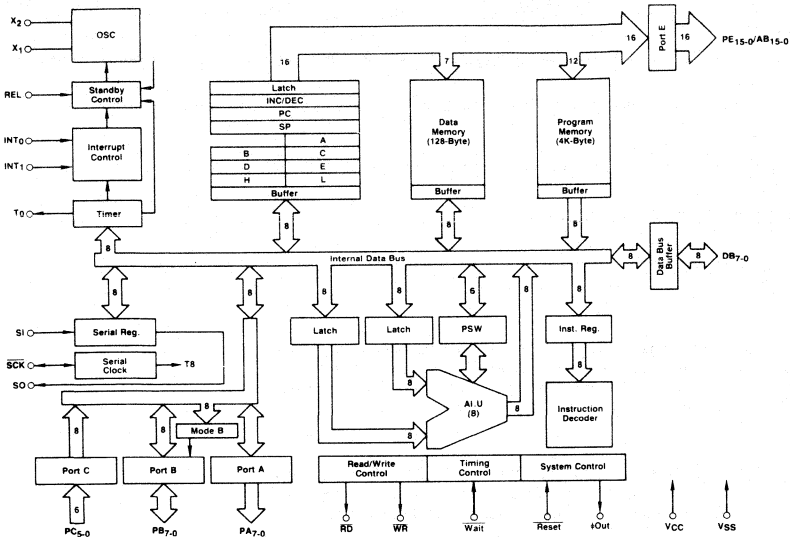 X2
OSC
X1
REL
Standby
Control
INT0
Interrupt
Control
INT1
T0
Timer
8
16
Latch
INC/DEC
PC
SP
A
B
C
D
E
H
L
Buffer
8
7
Data
Memory
(128-Byte)
Buffer
8
12
Program
Memory
(4K-Byte)
Buffer
8
16
Port E
16
PE15-0/AB15-0
Internal Data Bus
8
Data Bus
Buffer
8
DB7-0
8
8
8
8
6
8
8
SI
Serial Reg.
SCK
Serial
Clock
T8
SO
Latch
Latch
PSW
Inst. Reg.
8
8
ALU
(8)
8
8
Instruction
Decoder
8
8
8
8
Mode B
Port C
Port B
Port A
6
PC5-0
PB7-0
PA7-0
Read/Write
Control
Timing
Control
System Control
RD
WR
Wait
Reset
ϕOut
VCC
VSS